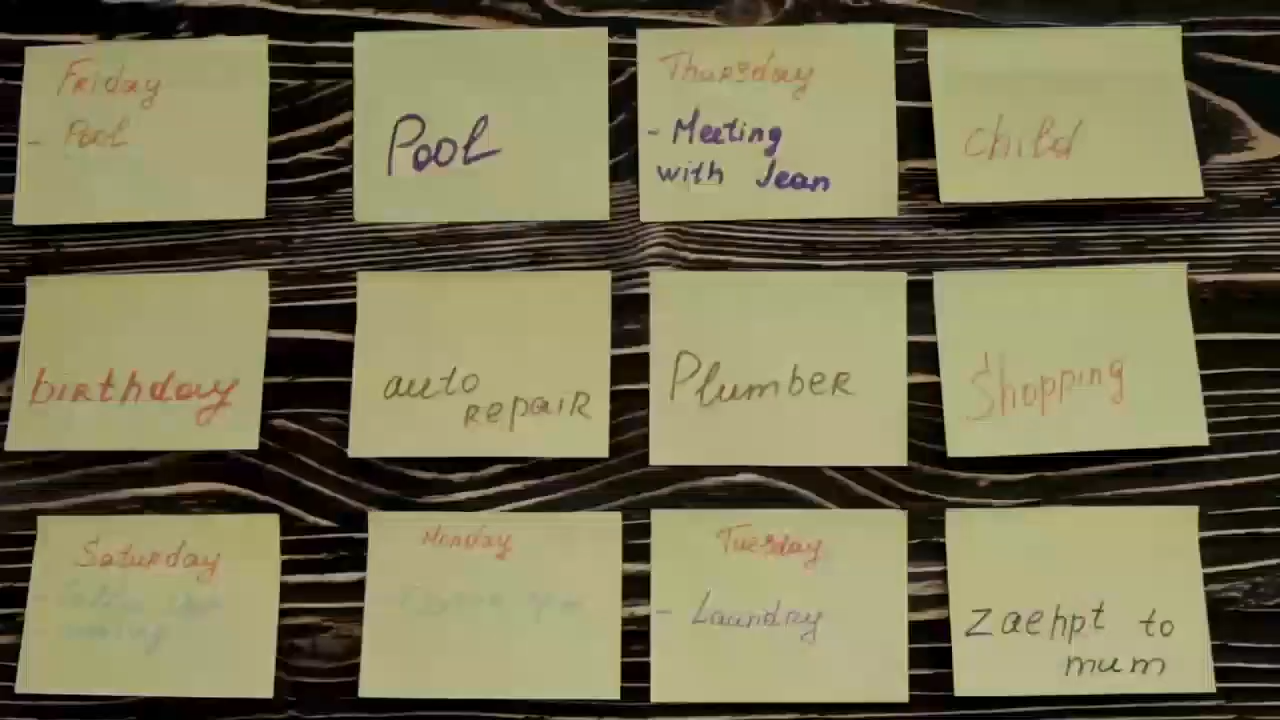 Friday
- Pool
Pool
Thursday
- Meeting
with Jean
child
birthday
auto
repair
Plumber
Shopping
Saturday
Monday
Tuesday
- Laundry
zaehpt to
mum